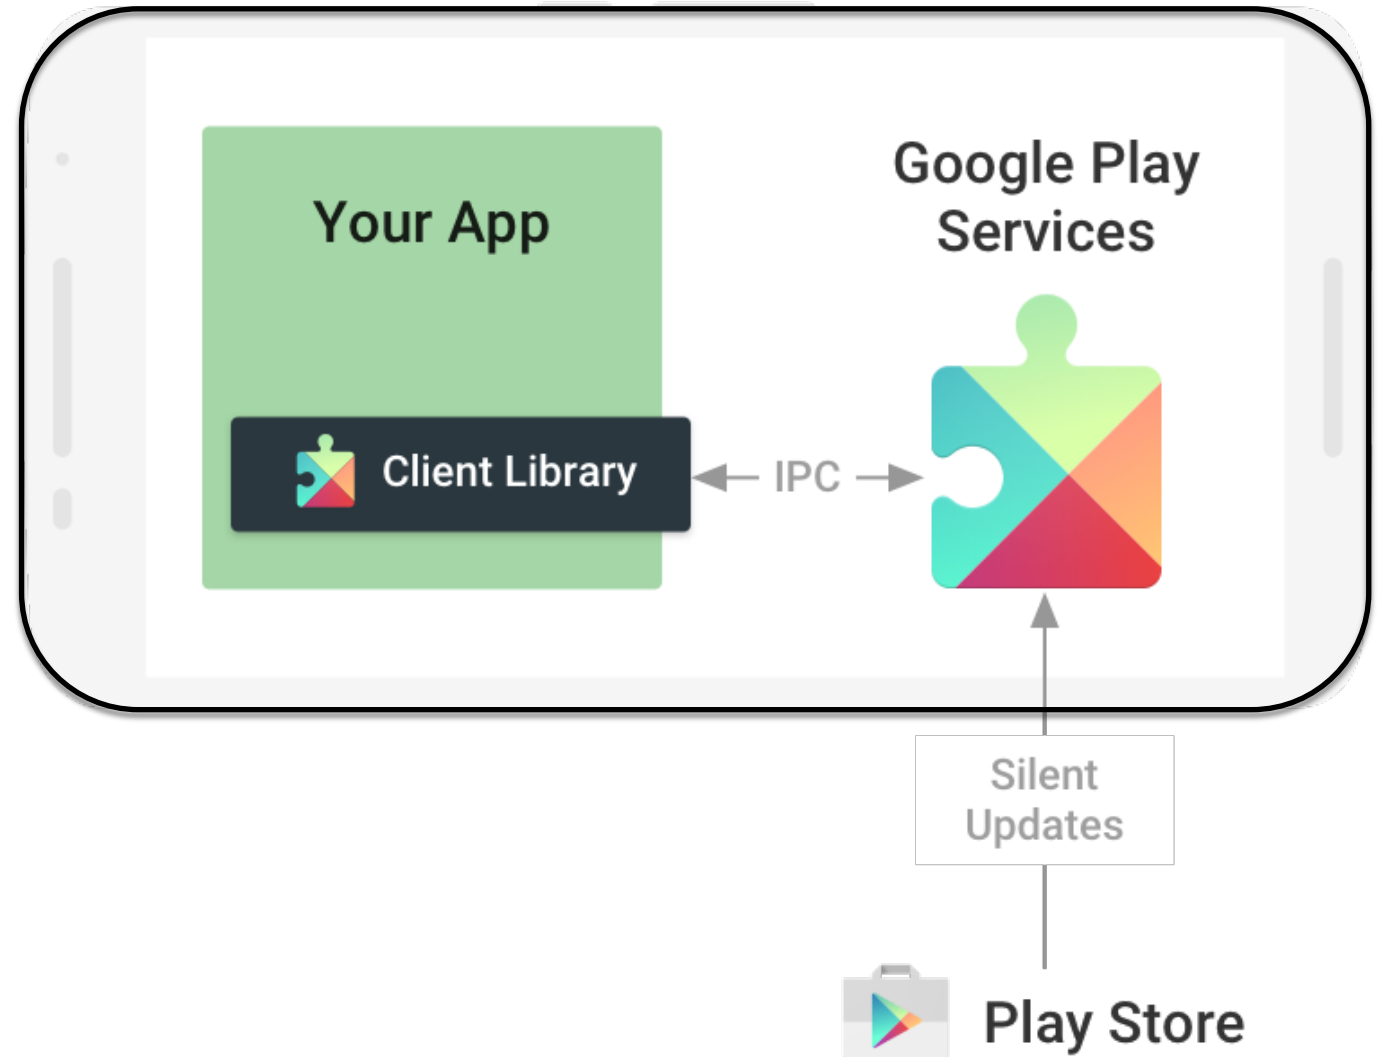 Your App
Google Play
Services
Client Library
IPC
Silent
Updates
Play Store